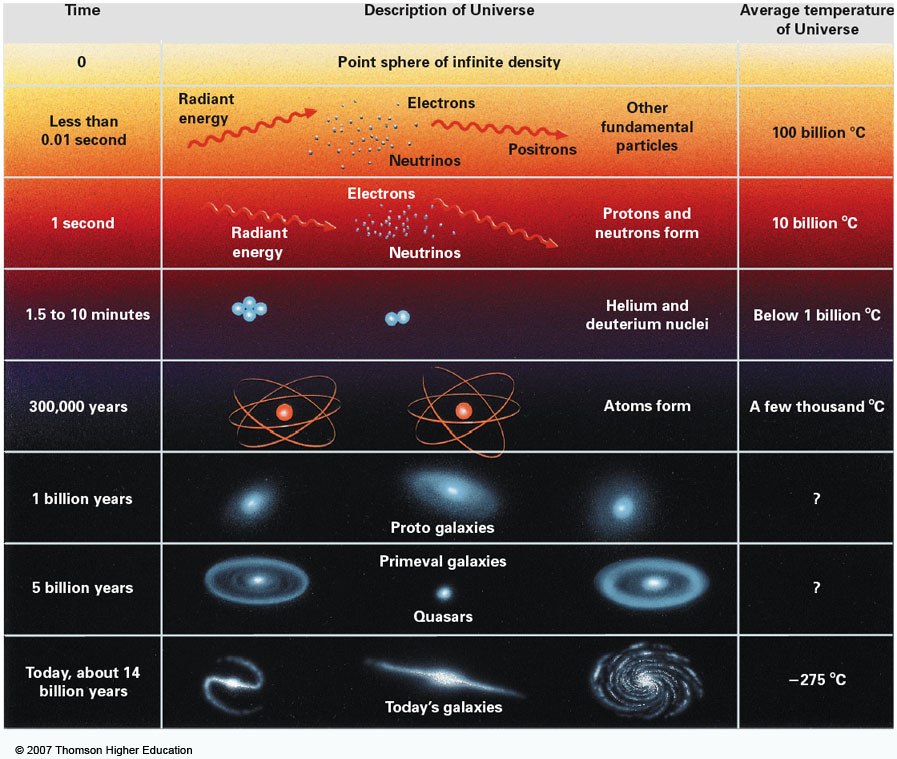 Time
Description of Universe
Average temperature
of Universe
0
Point sphere of infinite density
Less than
0.01 second
Radiant
energy
Electrons
Neutrinos
Positrons
Other
fundamental
particles
100 billion °C
1 second
Electrons
Radiant
energy
Neutrinos
Protons and
neutrons form
10 billion °C
1.5 to 10 minutes
Helium and
deuterium nuclei
Below 1 billion °C
300,000 years
Atoms form
A few thousand °C
1 billion years
Proto galaxies
?
5 billion years
Primeval galaxies
Quasars
?
Today, about 14
billion years
Today's galaxies
−275 °C
© 2007 Thomson Higher Education